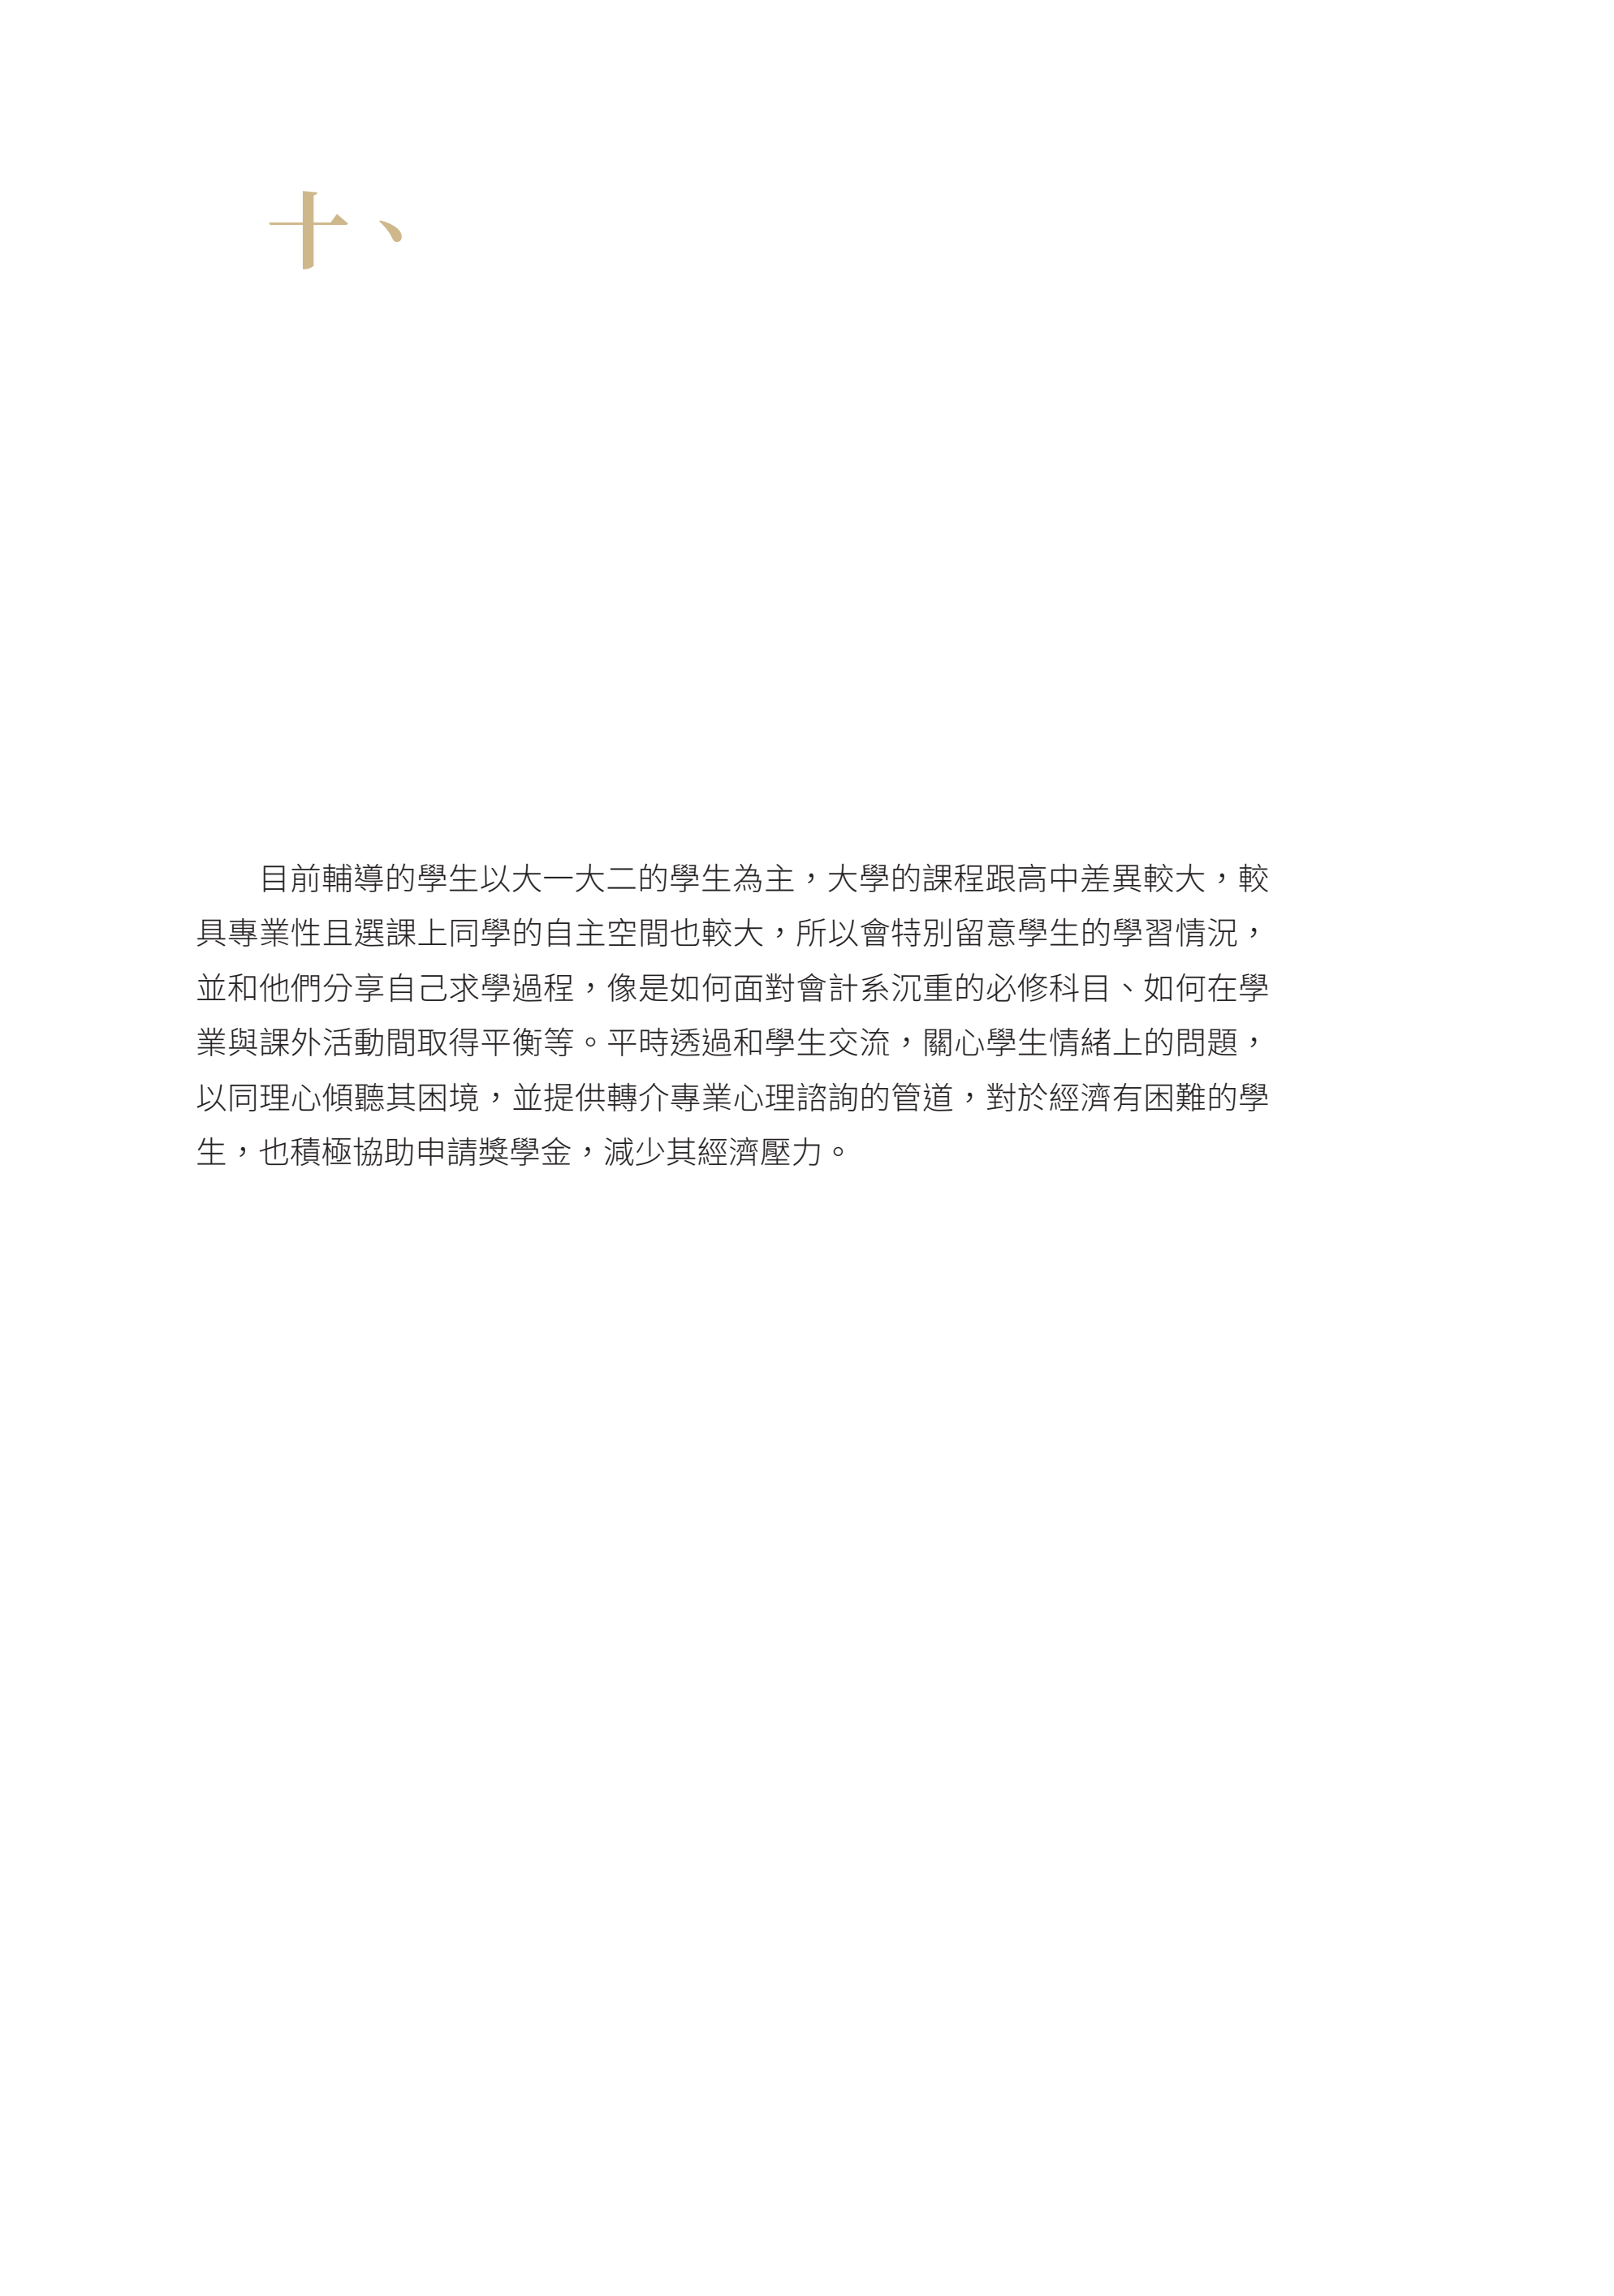 十、
目前輔導的學生以大一大二的學生為主，大學的課程跟高中差異較大，較
具專業性且選課上同學的自主空間也較大，所以會特別留意學生的學習情況，
並和他們分享自己求學過程，像是如何面對會計系沉重的必修科目、如何在學
業與課外活動間取得平衡等。平時透過和學生交流，關心學生情緒上的問題，
以同理心傾聽其困境，並提供轉介專業心理諮詢的管道，對於經濟有困難的學
生，也積極協助申請獎學金，減少其經濟壓力。